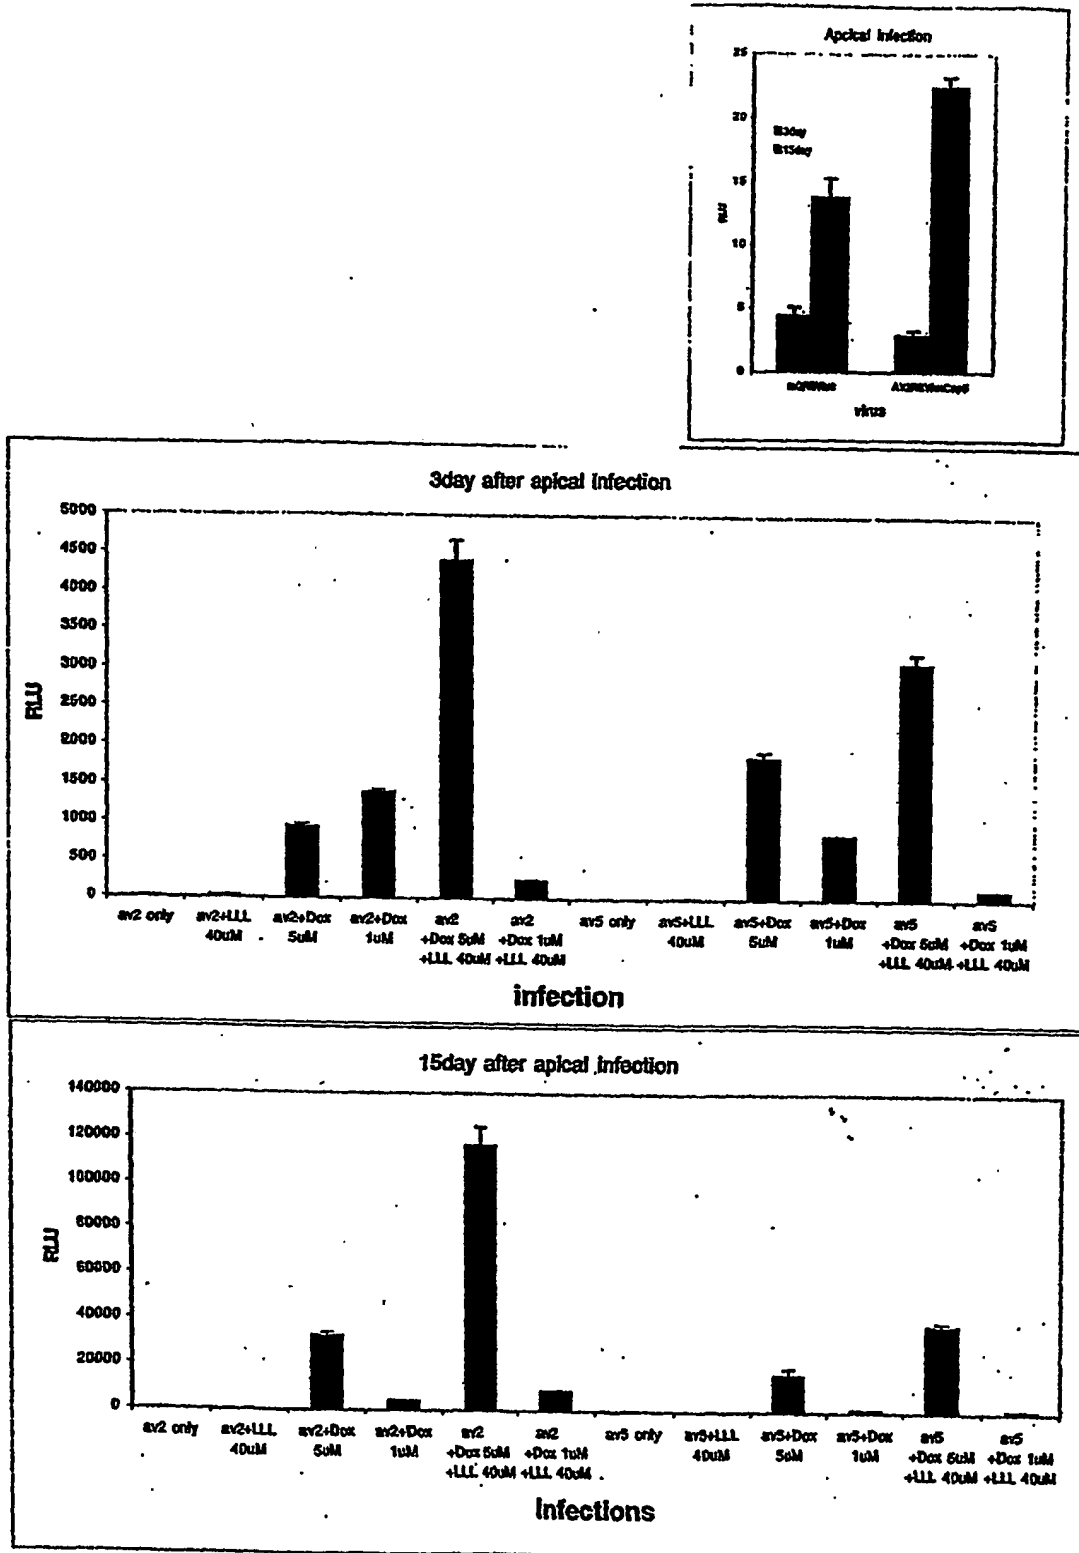 Apcical infection
25
20
15
10
5
0
RLU
3day
15day
virus
3day after apical infection
5000
4500
4000
3500
3000
2500
2000
1500
1000
500
0
RLU
av2 only av2+LLL av2+Dox av2+Dox av2 av2 av5 only av5+LLL av5+Dox av5+Dox av5 av5
40uM 5uM 1uM +Dox 5uM +Dox 1uM 40uM 5uM 1uM +Dox 5uM +Dox 1uM
+LLL 40uM +LLL 40uM +LLL 40uM +LLL 40uM
infection
15day after apical infection
140000
120000
100000
80000
60000
40000
20000
0
RLU
av2 only av2+LLL av2+Dox av2+Dox av2 av2 av5 only av5+LLL av5+Dox av5+Dox av5 av5
40uM 5uM 1uM +Dox 5uM +Dox 1uM 40uM 5uM 1uM +Dox 5uM +Dox 1uM
+LLL 40uM +LLL 40uM +LLL 40uM +LLL 40uM
infections